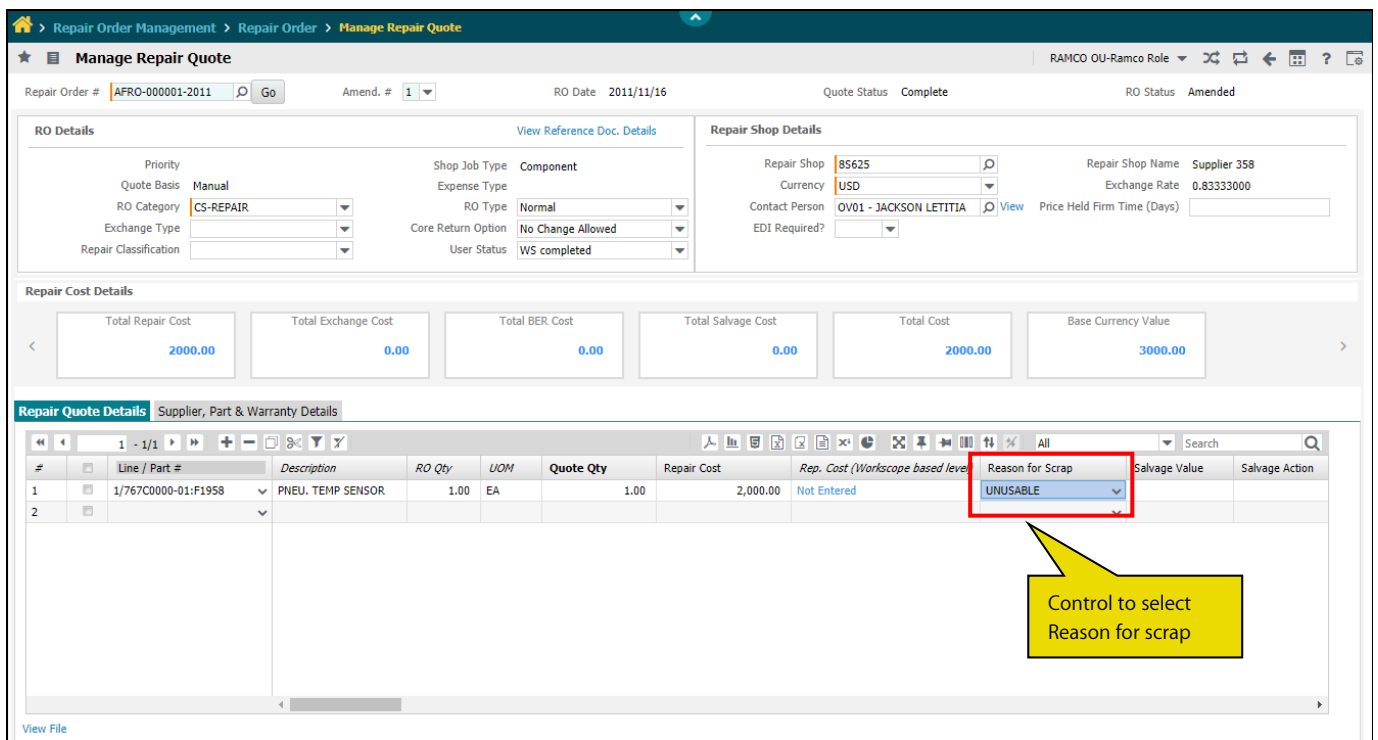 Repair Order Management > Repair Order > Manage Repair Quote
Manage Repair Quote
RAMCO OU-Ramco Role
Repair Order # AFRO-000001-2011 Go Amend. # 1 RO Date 2011/11/16 Quote Status Complete RO Status Amended
RO Details View Reference Doc. Details
Priority Shop Job Type Component
Quote Basis Manual Expense Type
RO Category CS-REPAIR RO Type Normal
Exchange Type Core Return Option No Change Allowed
Repair Classification User Status WS completed
Repair Shop Details
Repair Shop 8S625 Repair Shop Name Supplier 358
Currency USD Exchange Rate 0.83333000
Contact Person OV01 - JACKSON LETITIA View Price Held Firm Time (Days)
EDI Required?
Repair Cost Details
Total Repair Cost Total Exchange Cost Total BER Cost Total Salvage Cost Total Cost Base Currency Value
2000.00 0.00 0.00 0.00 2000.00 3000.00
Repair Quote Details Supplier, Part & Warranty Details
1 - 1/1 All Search
# Line / Part # Description RO Qty UOM Quote Qty Repair Cost Rep. Cost (Workscope based level) Reason for Scrap Salvage Value Salvage Action
1 1/767C0000-01:F1958 PNEU. TEMP SENSOR 1.00 EA 1.00 2,000.00 Not Entered UNUSABLE
2
Control to select
Reason for scrap
View File